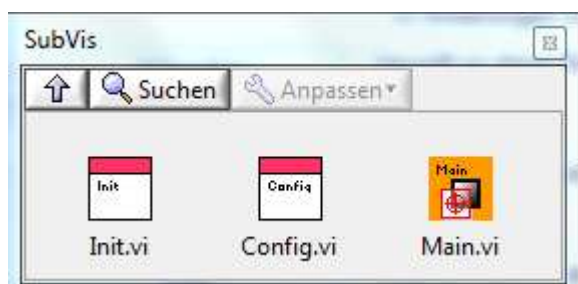 SubVis
Suchen Anpassen
Init Config Main
Init.vi Config.vi Main.vi